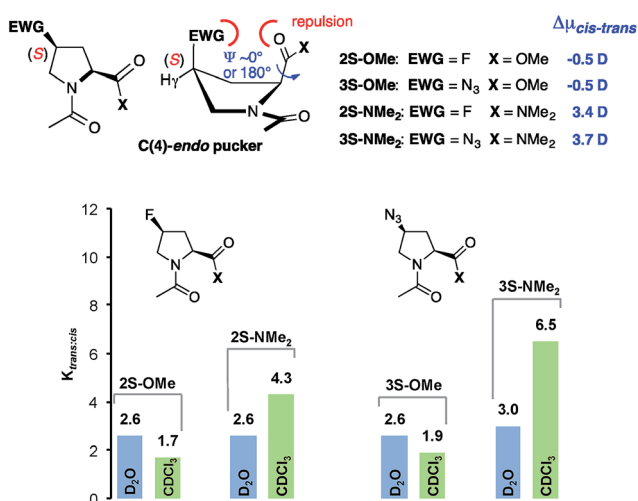 repulsion
Δμcis-trans
EWG
(S)
N
O
X
O
EWG
(S)
Hγ
Ψ ~0°
or 180°
O
X
N
O
C(4)-endo pucker
2S-OMe: EWG = F X = OMe -0.5 D
3S-OMe: EWG = N₃ X = OMe -0.5 D
2S-NMe₂: EWG = F X = NMe₂ 3.4 D
3S-NMe₂: EWG = N₃ X = NMe₂ 3.7 D
Ktrans:cis
12
10
8
6
4
2
0
F
N
O
X
O
N₃
N
O
X
O
2S-OMe
2.6
1.7
D₂O
CDCl₃
2S-NMe₂
2.6
4.3
D₂O
CDCl₃
3S-OMe
2.6
1.9
D₂O
CDCl₃
3S-NMe₂
3.0
6.5
D₂O
CDCl₃